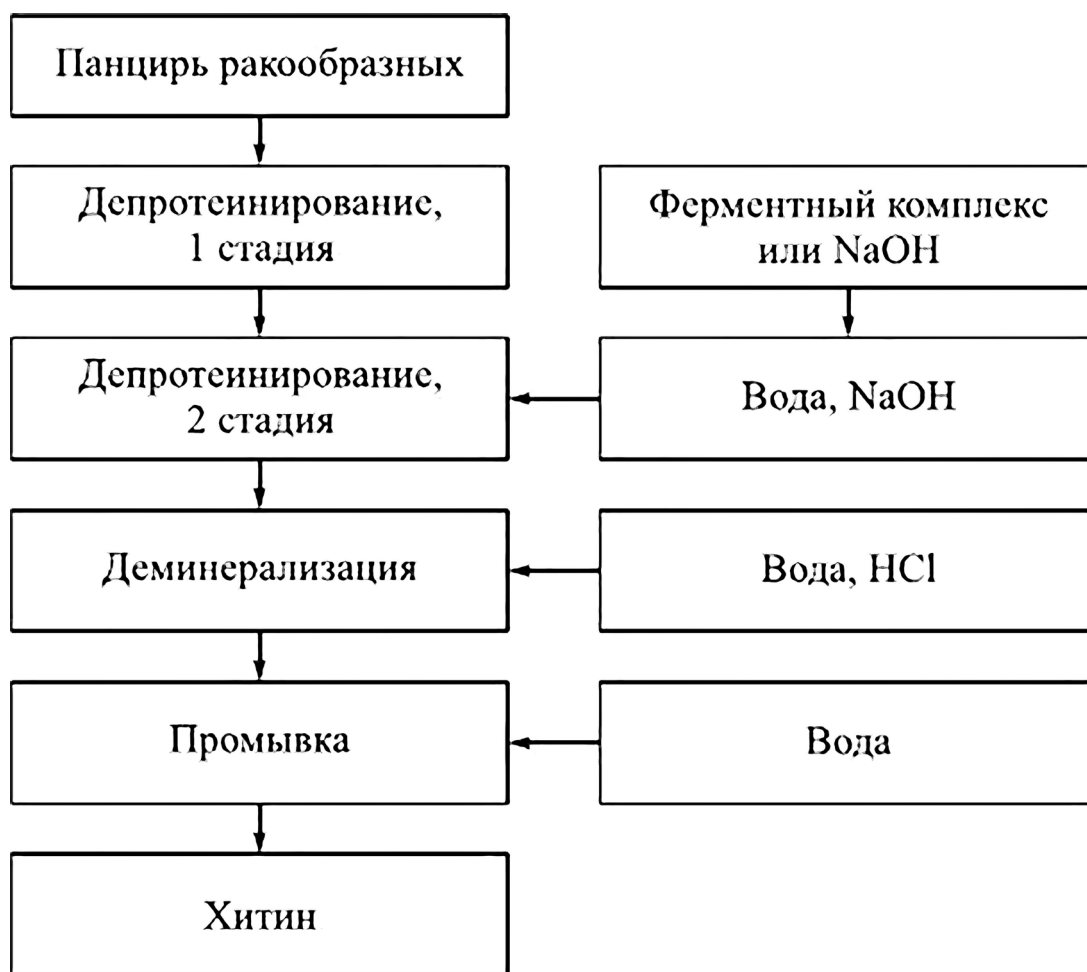 Панцирь ракообразных
Депротеинирование,
1 стадия
Ферментный комплекс
или NaOH
Депротеинирование,
2 стадия
Вода, NaOH
Деминерализация
Вода, HCl
Промывка
Вода
Хитин